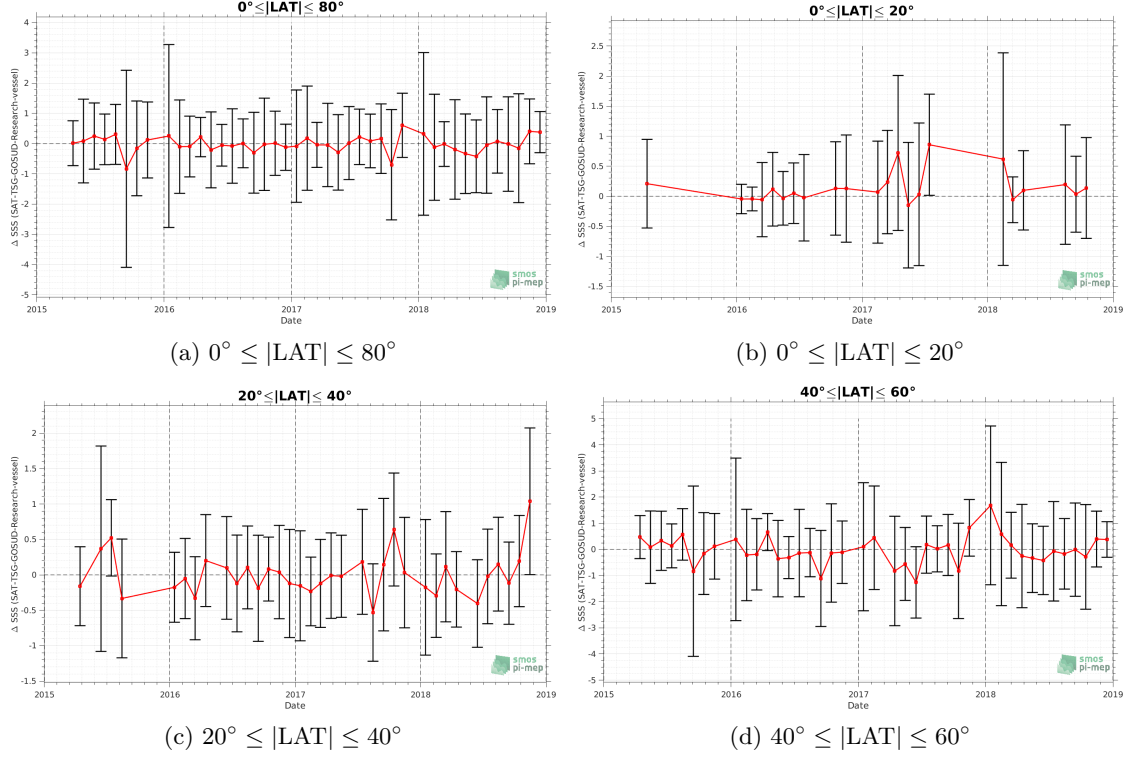 0°≤|LAT|≤ 80°
Δ SSS (SAT-TSG-GOSUD-Research-vessel)
4
3
2
1
0
-1
-2
-3
-4
-5
2015
2016
2017
2018
2019
Date
smos
pi-mep
(a) 0° ≤ |LAT| ≤ 80°
0°≤|LAT|≤ 20°
Δ SSS (SAT-TSG-GOSUD-Research-vessel)
2.5
2
1.5
1
0.5
0
-0.5
-1
-1.5
2015
2016
2017
2018
2019
Date
smos
pi-mep
(b) 0° ≤ |LAT| ≤ 20°
20°≤|LAT|≤ 40°
Δ SSS (SAT-TSG-GOSUD-Research-vessel)
2
1.5
1
0.5
0
-0.5
-1
-1.5
2015
2016
2017
2018
2019
Date
smos
pi-mep
(c) 20° ≤ |LAT| ≤ 40°
40°≤|LAT|≤ 60°
Δ SSS (SAT-TSG-GOSUD-Research-vessel)
5
4
3
2
1
0
-1
-2
-3
-4
-5
2015
2016
2017
2018
2019
Date
smos
pi-mep
(d) 40° ≤ |LAT| ≤ 60°